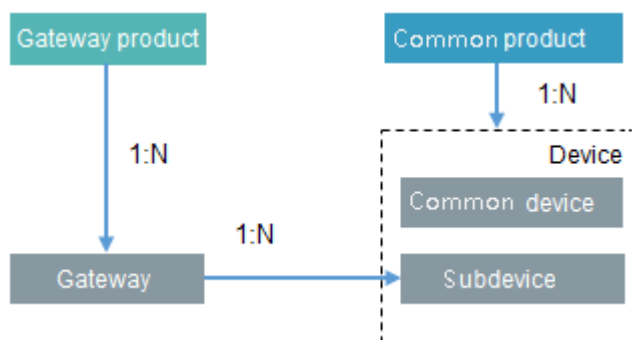 Gateway product
Common product
1:N
1:N
Device
Common device
1:N
Gateway
Subdevice